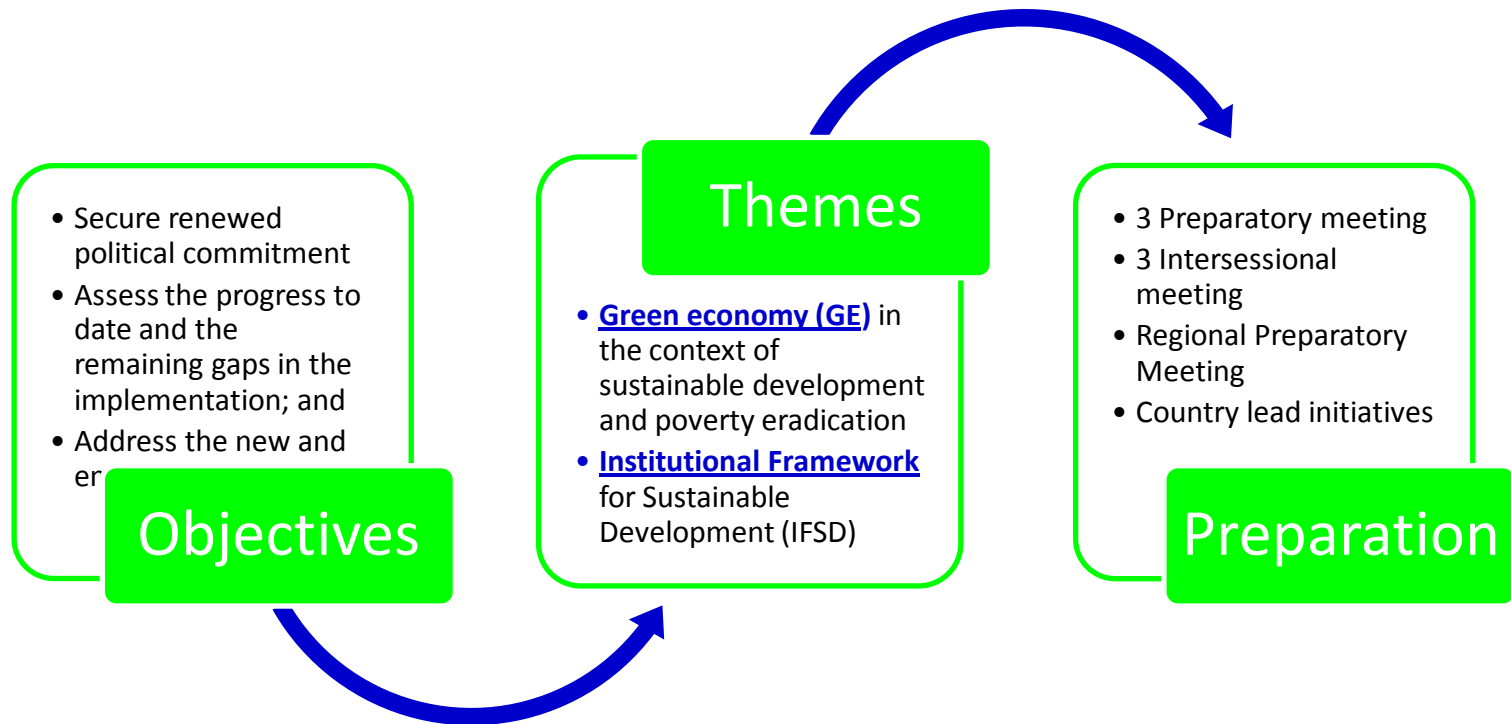 • Secure renewed
political commitment
• Assess the progress to
date and the
remaining gaps in the
implementation; and
• Address the new and
Objectives
Themes
• Green economy (GE) in
the context of
sustainable development
and poverty eradication
• Institutional Framework
for Sustainable
Development (IFSD)
• 3 Preparatory meeting
• 3 Intersessional
meeting
• Regional Preparatory
Meeting
• Country lead initiatives
Preparation